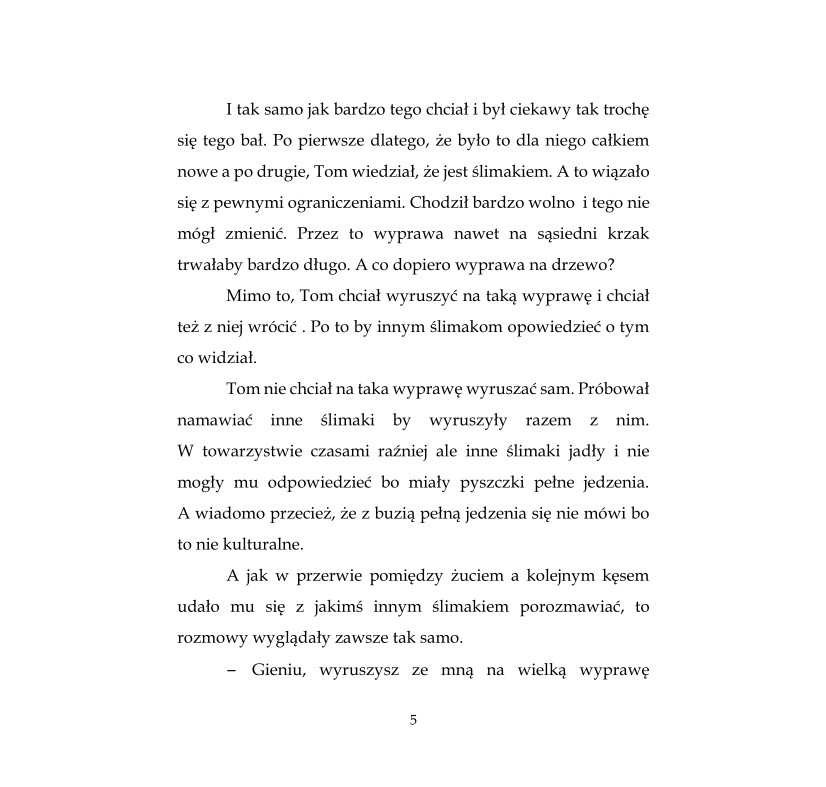 I tak samo jak bardzo tego chciał i był ciekawy tak trochę
się tego bał. Po pierwsze dlatego, że było to dla niego całkiem
nowe a po drugie, Tom wiedział, że jest ślimakiem. A to wiązało
się z pewnymi ograniczeniami. Chodził bardzo wolno  i tego nie
mógł zmienić. Przez to wyprawa nawet na sąsiedni krzak
trwałaby bardzo długo. A co dopiero wyprawa na drzewo?
Mimo to, Tom chciał wyruszyć na taką wyprawę i chciał
też z niej wrócić . Po to by innym ślimakom opowiedzieć o tym
co widział.
Tom nie chciał na taka wyprawę wyruszać sam. Próbował
namawiać inne ślimaki by wyruszyły razem z nim.
W towarzystwie czasami raźniej ale inne ślimaki jadły i nie
mogły mu odpowiedzieć bo miały pyszczki pełne jedzenia.
A wiadomo przecież, że z buzią pełną jedzenia się nie mówi bo
to nie kulturalne.
A jak w przerwie pomiędzy żuciem a kolejnym kęsem
udało mu się z jakimś innym ślimakiem porozmawiać, to
rozmowy wyglądały zawsze tak samo.
– Gieniu, wyruszysz ze mną na wielką wyprawę
5